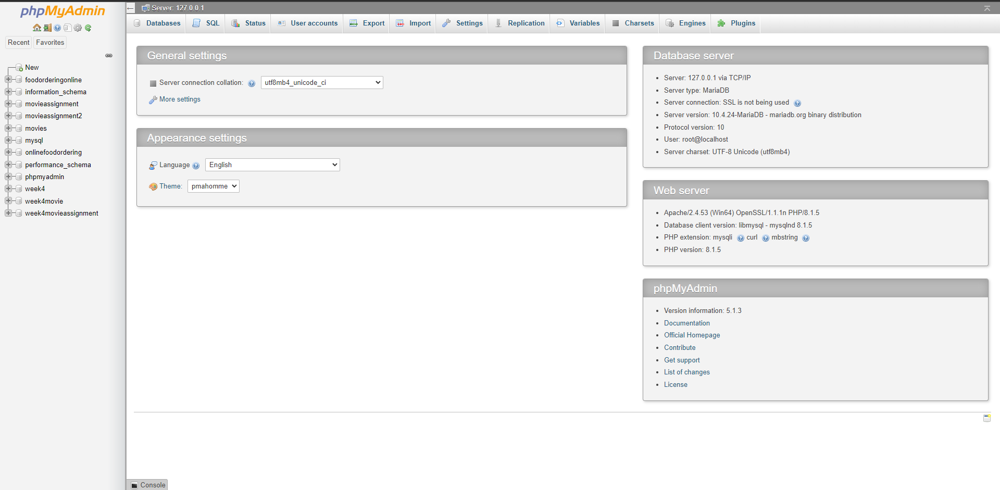 phpMyAdmin
Recent Favorites
New
foodorderingonline
information_schema
movieassignment
movieassignment2
movies
mysql
onlinefoodordering
performance_schema
phpmyadmin
week4
week4movie
week4movieassignment
Server: 127.0.0.1
Databases SQL Status User accounts Export Import Settings Replication Variables Charsets Engines Plugins
General settings
Server connection collation: utf8mb4_unicode_ci
More settings
Appearance settings
Language English
Theme: pmahomme
Database server
Server: 127.0.0.1 via TCP/IP
Server type: MariaDB
Server connection: SSL is not being used
Server version: 10.4.24-MariaDB - mariadb.org binary distribution
Protocol version: 10
User: root@localhost
Server charset: UTF-8 Unicode (utf8mb4)
Web server
Apache/2.4.53 (Win64) OpenSSL/1.1.1n PHP/8.1.5
Database client version: libmysql - mysqlnd 8.1.5
PHP extension: mysqli curl mbstring
PHP version: 8.1.5
phpMyAdmin
Version information: 5.1.3
Documentation
Official Homepage
Contribute
Get support
List of changes
License
Console